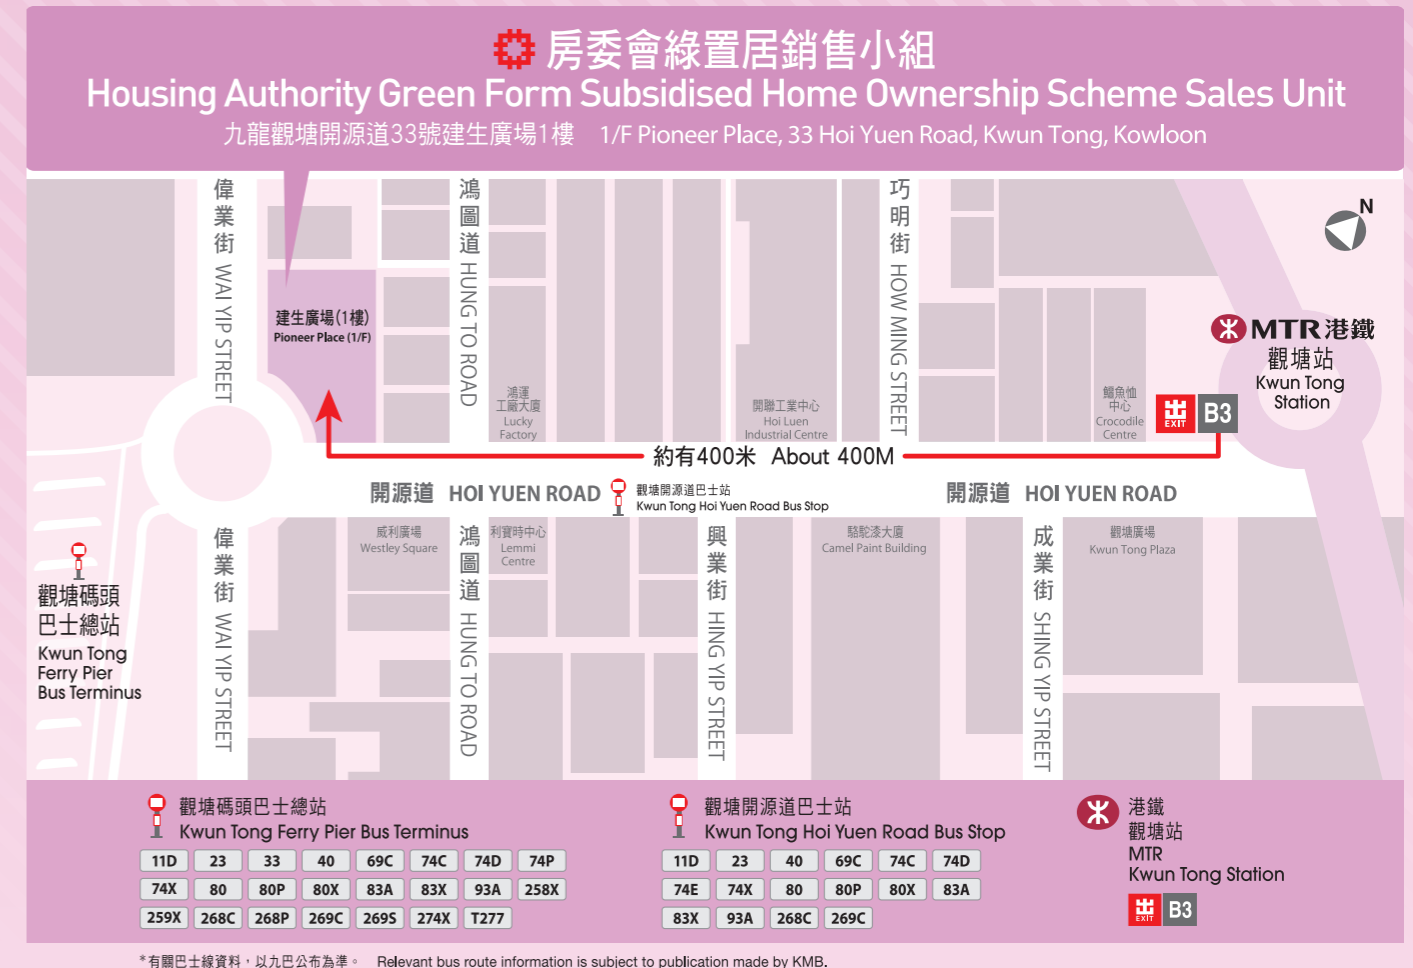 房委會綠置居銷售小組
Housing Authority Green Form Subsidised Home Ownership Scheme Sales Unit
九龍觀塘開源道33號建生廣場1樓 1/F Pioneer Place, 33 Hoi Yuen Road, Kwun Tong, Kowloon
偉業街 WAI YIP STREET
鴻圖道 HUNG TO ROAD
巧明街 HOW MING STREET
N
建生廣場(1樓)
Pioneer Place (1/F)
MTR 港鐵
觀塘站
Kwun Tong
Station
鴻運
工廠大廈
Lucky
Factory
開聯工業中心
Hoi Luen
Industrial Centre
鱷魚恤
中心
Crocodile
Centre
出
EXIT
B3
約有400米 About 400M
開源道 HOI YUEN ROAD
觀塘開源道巴士站
Kwun Tong Hoi Yuen Road Bus Stop
開源道 HOI YUEN ROAD
偉業街 WAI YIP STREET
威利廣場
Westley Square
鴻圖道 HUNG TO ROAD
利寶時中心
Lemmi
Centre
興業街 HING YIP STREET
駱駝漆大廈
Camel Paint Building
成業街 SHING YIP STREET
觀塘廣場
Kwun Tong Plaza
觀塘碼頭
巴士總站
Kwun Tong
Ferry Pier
Bus Terminus
觀塘碼頭巴士總站
Kwun Tong Ferry Pier Bus Terminus
11D 23 33 40 69C 74C 74D 74P
74X 80 80P 80X 83A 83X 93A 258X
259X 268C 268P 269C 269S 274X T277
觀塘開源道巴士站
Kwun Tong Hoi Yuen Road Bus Stop
11D 23 40 69C 74C 74D
74E 74X 80 80P 80X 83A
83X 93A 268C 269C
港鐵
觀塘站
MTR
Kwun Tong Station
出
EXIT
B3
*有關巴士線資料，以九巴公布為準。 Relevant bus route information is subject to publication made by KMB.